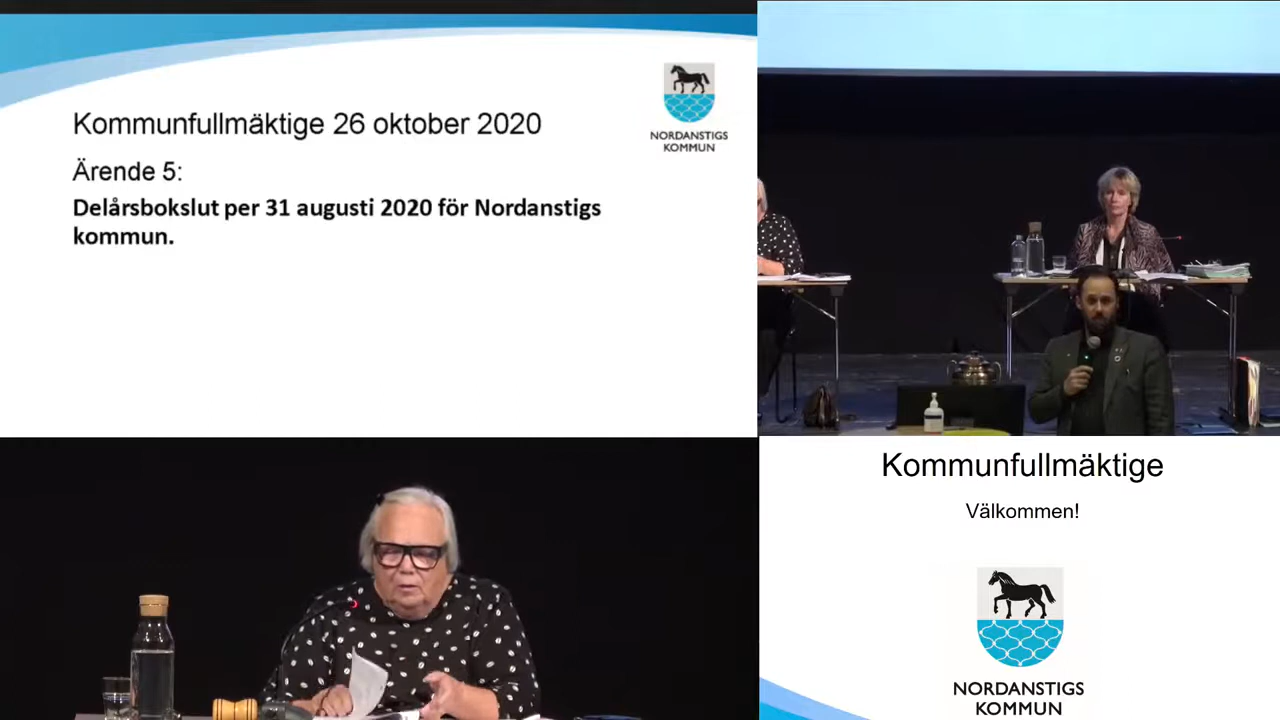 Kommunfullmäktige 26 oktober 2020
Ärende 5:
Delårsbokslut per 31 augusti 2020 för Nordanstigs
kommun.
NORDANSTIGS
KOMMUN
Kommunfullmäktige
Välkommen!
NORDANSTIGS
KOMMUN